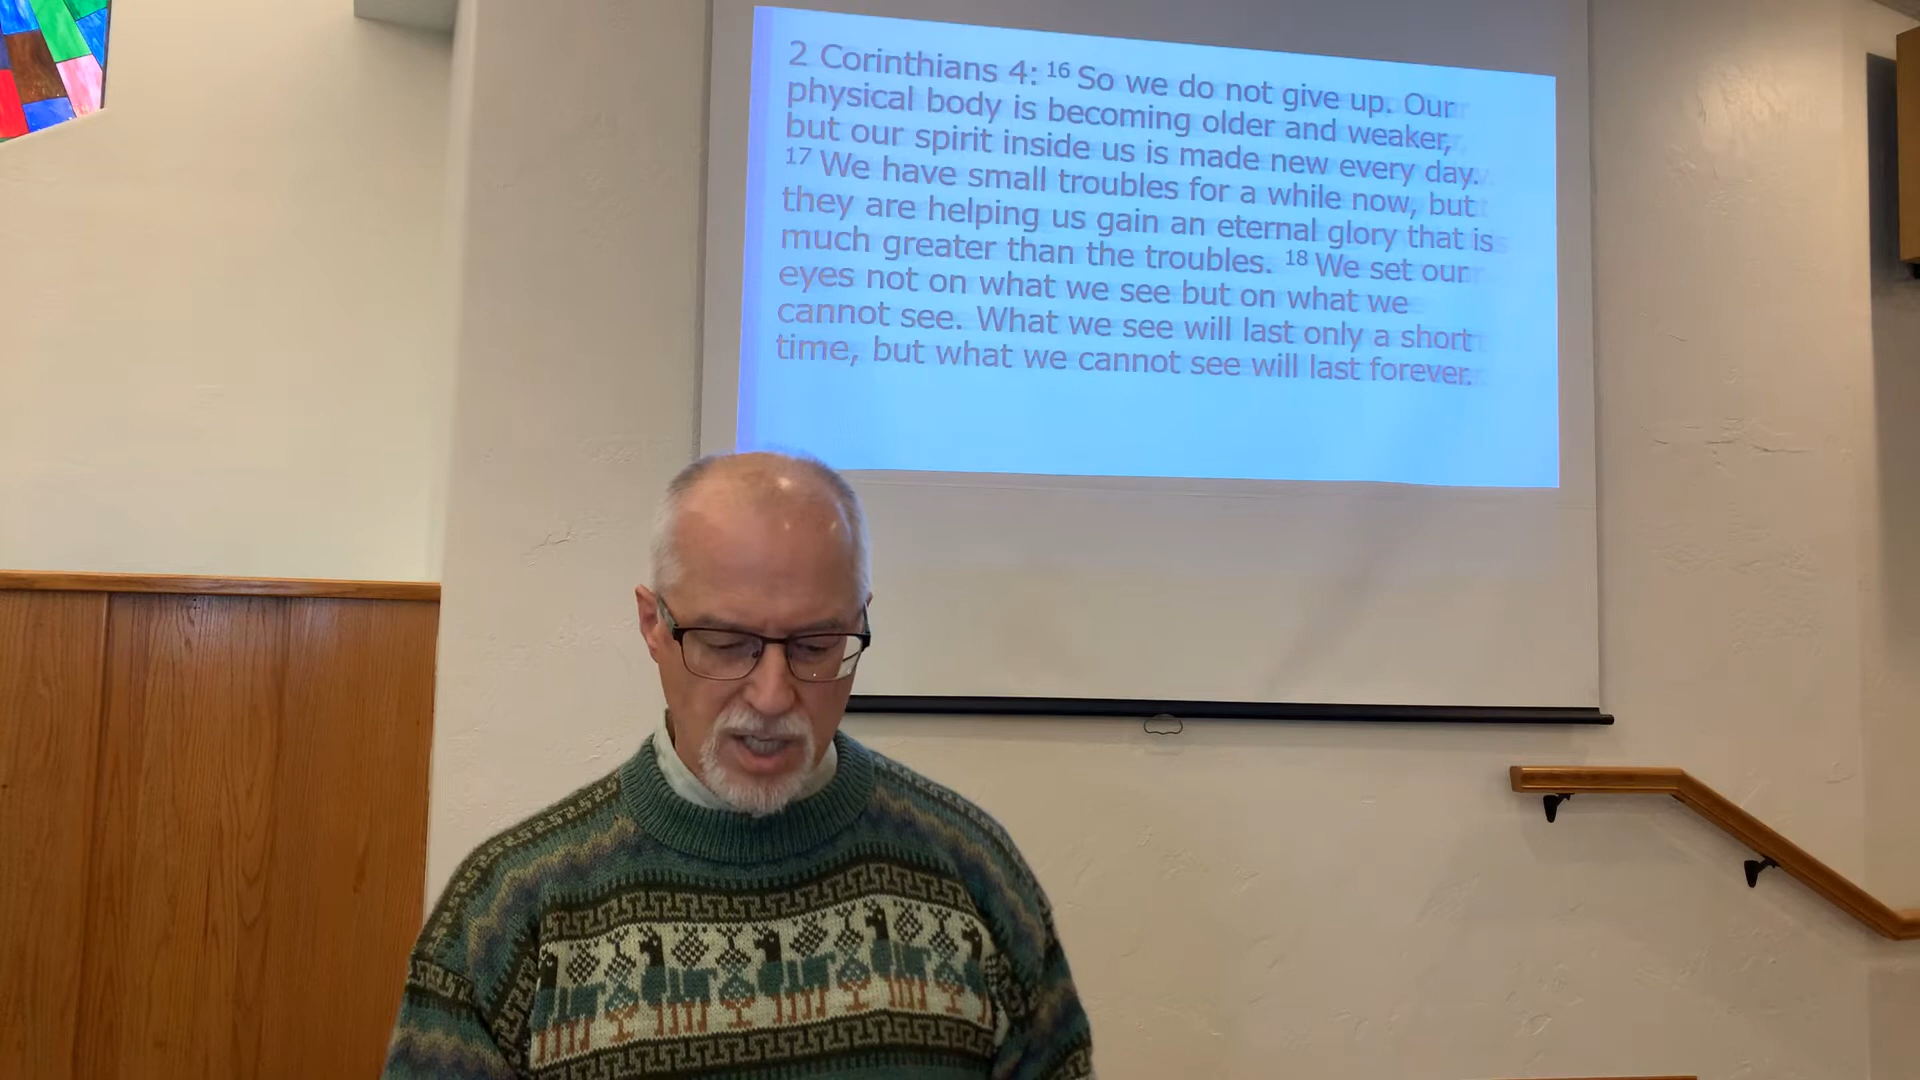 2 Corinthians 4: 16 So we do not give up. Our
physical body is becoming older and weaker,
but our spirit inside us is made new every day.
17 We have small troubles for a while now, but
they are helping us gain an eternal glory that is
much greater than the troubles. 18 We set our
eyes not on what we see but on what we
cannot see. What we see will last only a short
time, but what we cannot see will last forever.